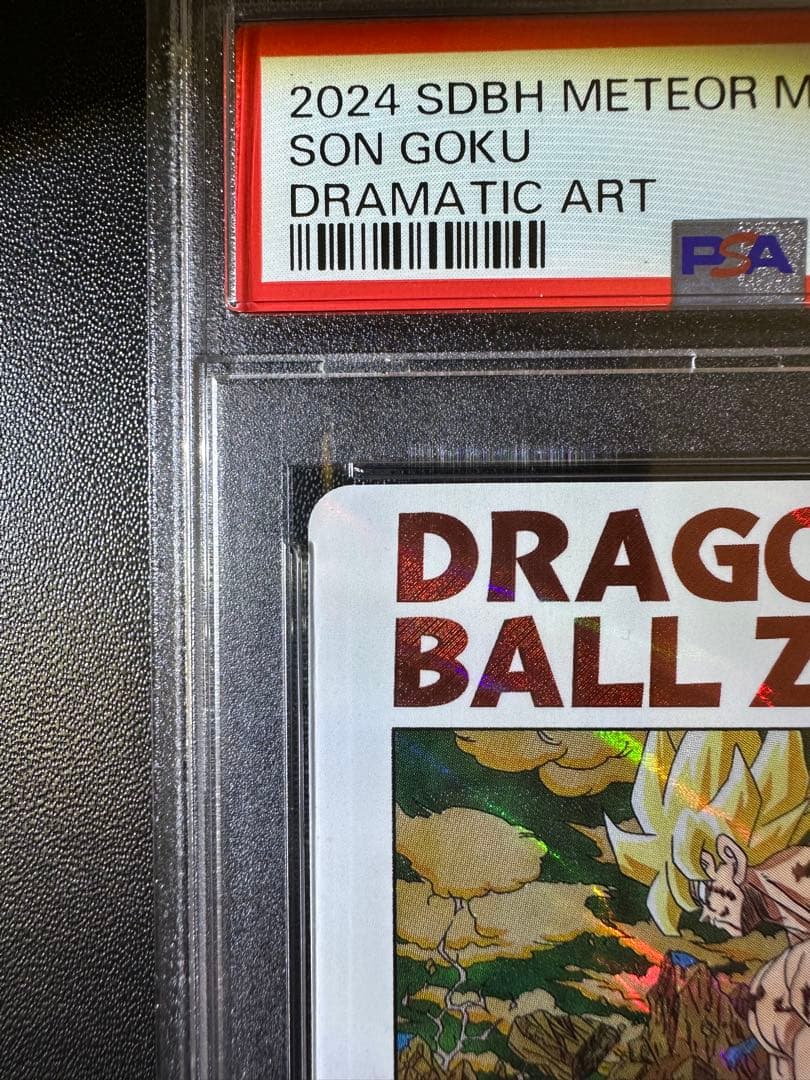 2024 SDBH METEOR M
SON GOKU
DRAMATIC ART
PSA
DRAGO
BALL Z